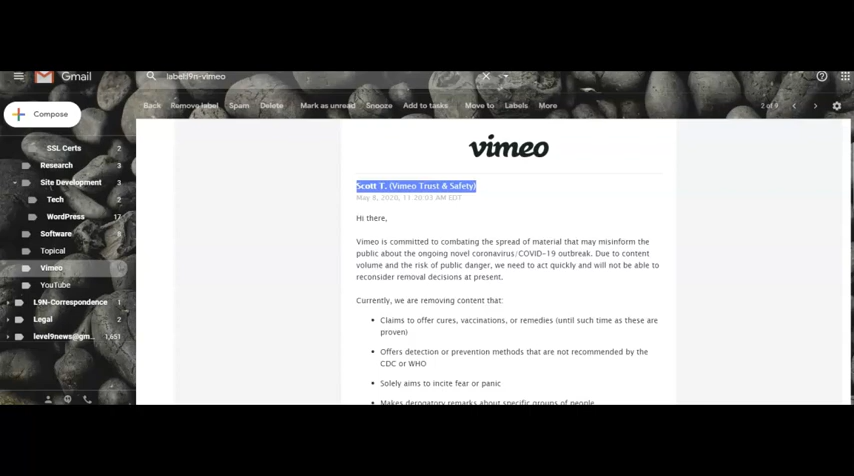 Gmail
label:l9n-vimeo
Compose
Back Remove label Spam Delete Mark as unread Snooze Add to tasks Move to Labels More 2 of 9
SSL Certs 2
Research 3
Site Development 3
Tech 2
WordPress 17
Software 6
Topical
Vimeo
YouTube
L9N-Correspondence 1
Legal 2
level9news@gm... 1,651
vimeo
Scott T. (Vimeo Trust & Safety)
May 8, 2020, 11:20:03 AM EDT
Hi there,
Vimeo is committed to combating the spread of material that may misinform the
public about the ongoing novel coronavirus/COVID-19 outbreak. Due to content
volume and the risk of public danger, we need to act quickly and will not be able to
reconsider removal decisions at present.
Currently, we are removing content that:
• Claims to offer cures, vaccinations, or remedies (until such time as these are
proven)
• Offers detection or prevention methods that are not recommended by the
CDC or WHO
• Solely aims to incite fear or panic
• Makes derogatory remarks about specific groups of people